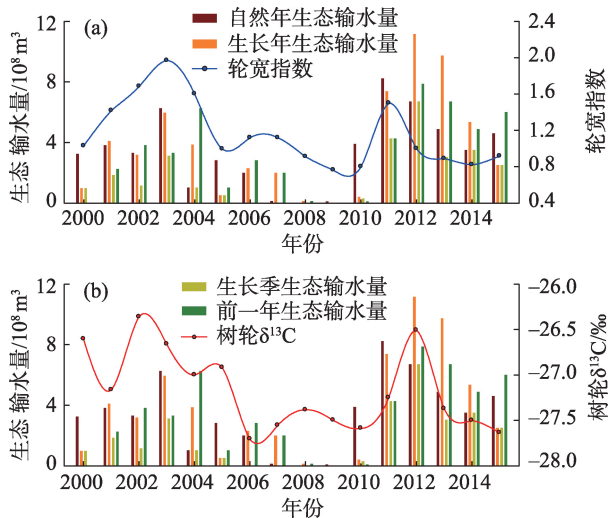 (a)
自然年生态输水量
生长年生态输水量
轮宽指数
生态 输水量/10⁸m³
12
8
4
0
2.4
2.0
1.6
1.2
0.8
0.4
轮宽指数
2000 2002 2004 2006 2008 2010 2012 2014
年份
(b)
生长季生态输水量
前一年生态输水量
树轮δ¹³C
生态 输水量/10⁸m³
12
8
4
0
−26.0
−26.5
−27.0
−27.5
−28.0
树轮δ¹³C/‰
2000 2002 2004 2006 2008 2010 2012 2014
年份